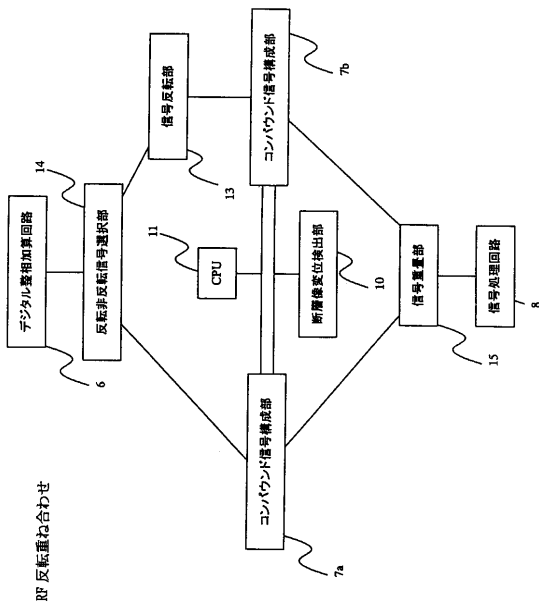 RF 反転重ね合わせ
デジタル整相加算回路
6
反転非反転信号選択部
14
信号反転部
13
コンパウンド信号構成部
7b
CPU
11
断層像変位検出部
10
コンパウンド信号構成部
7a
信号重畳部
15
信号処理回路
8